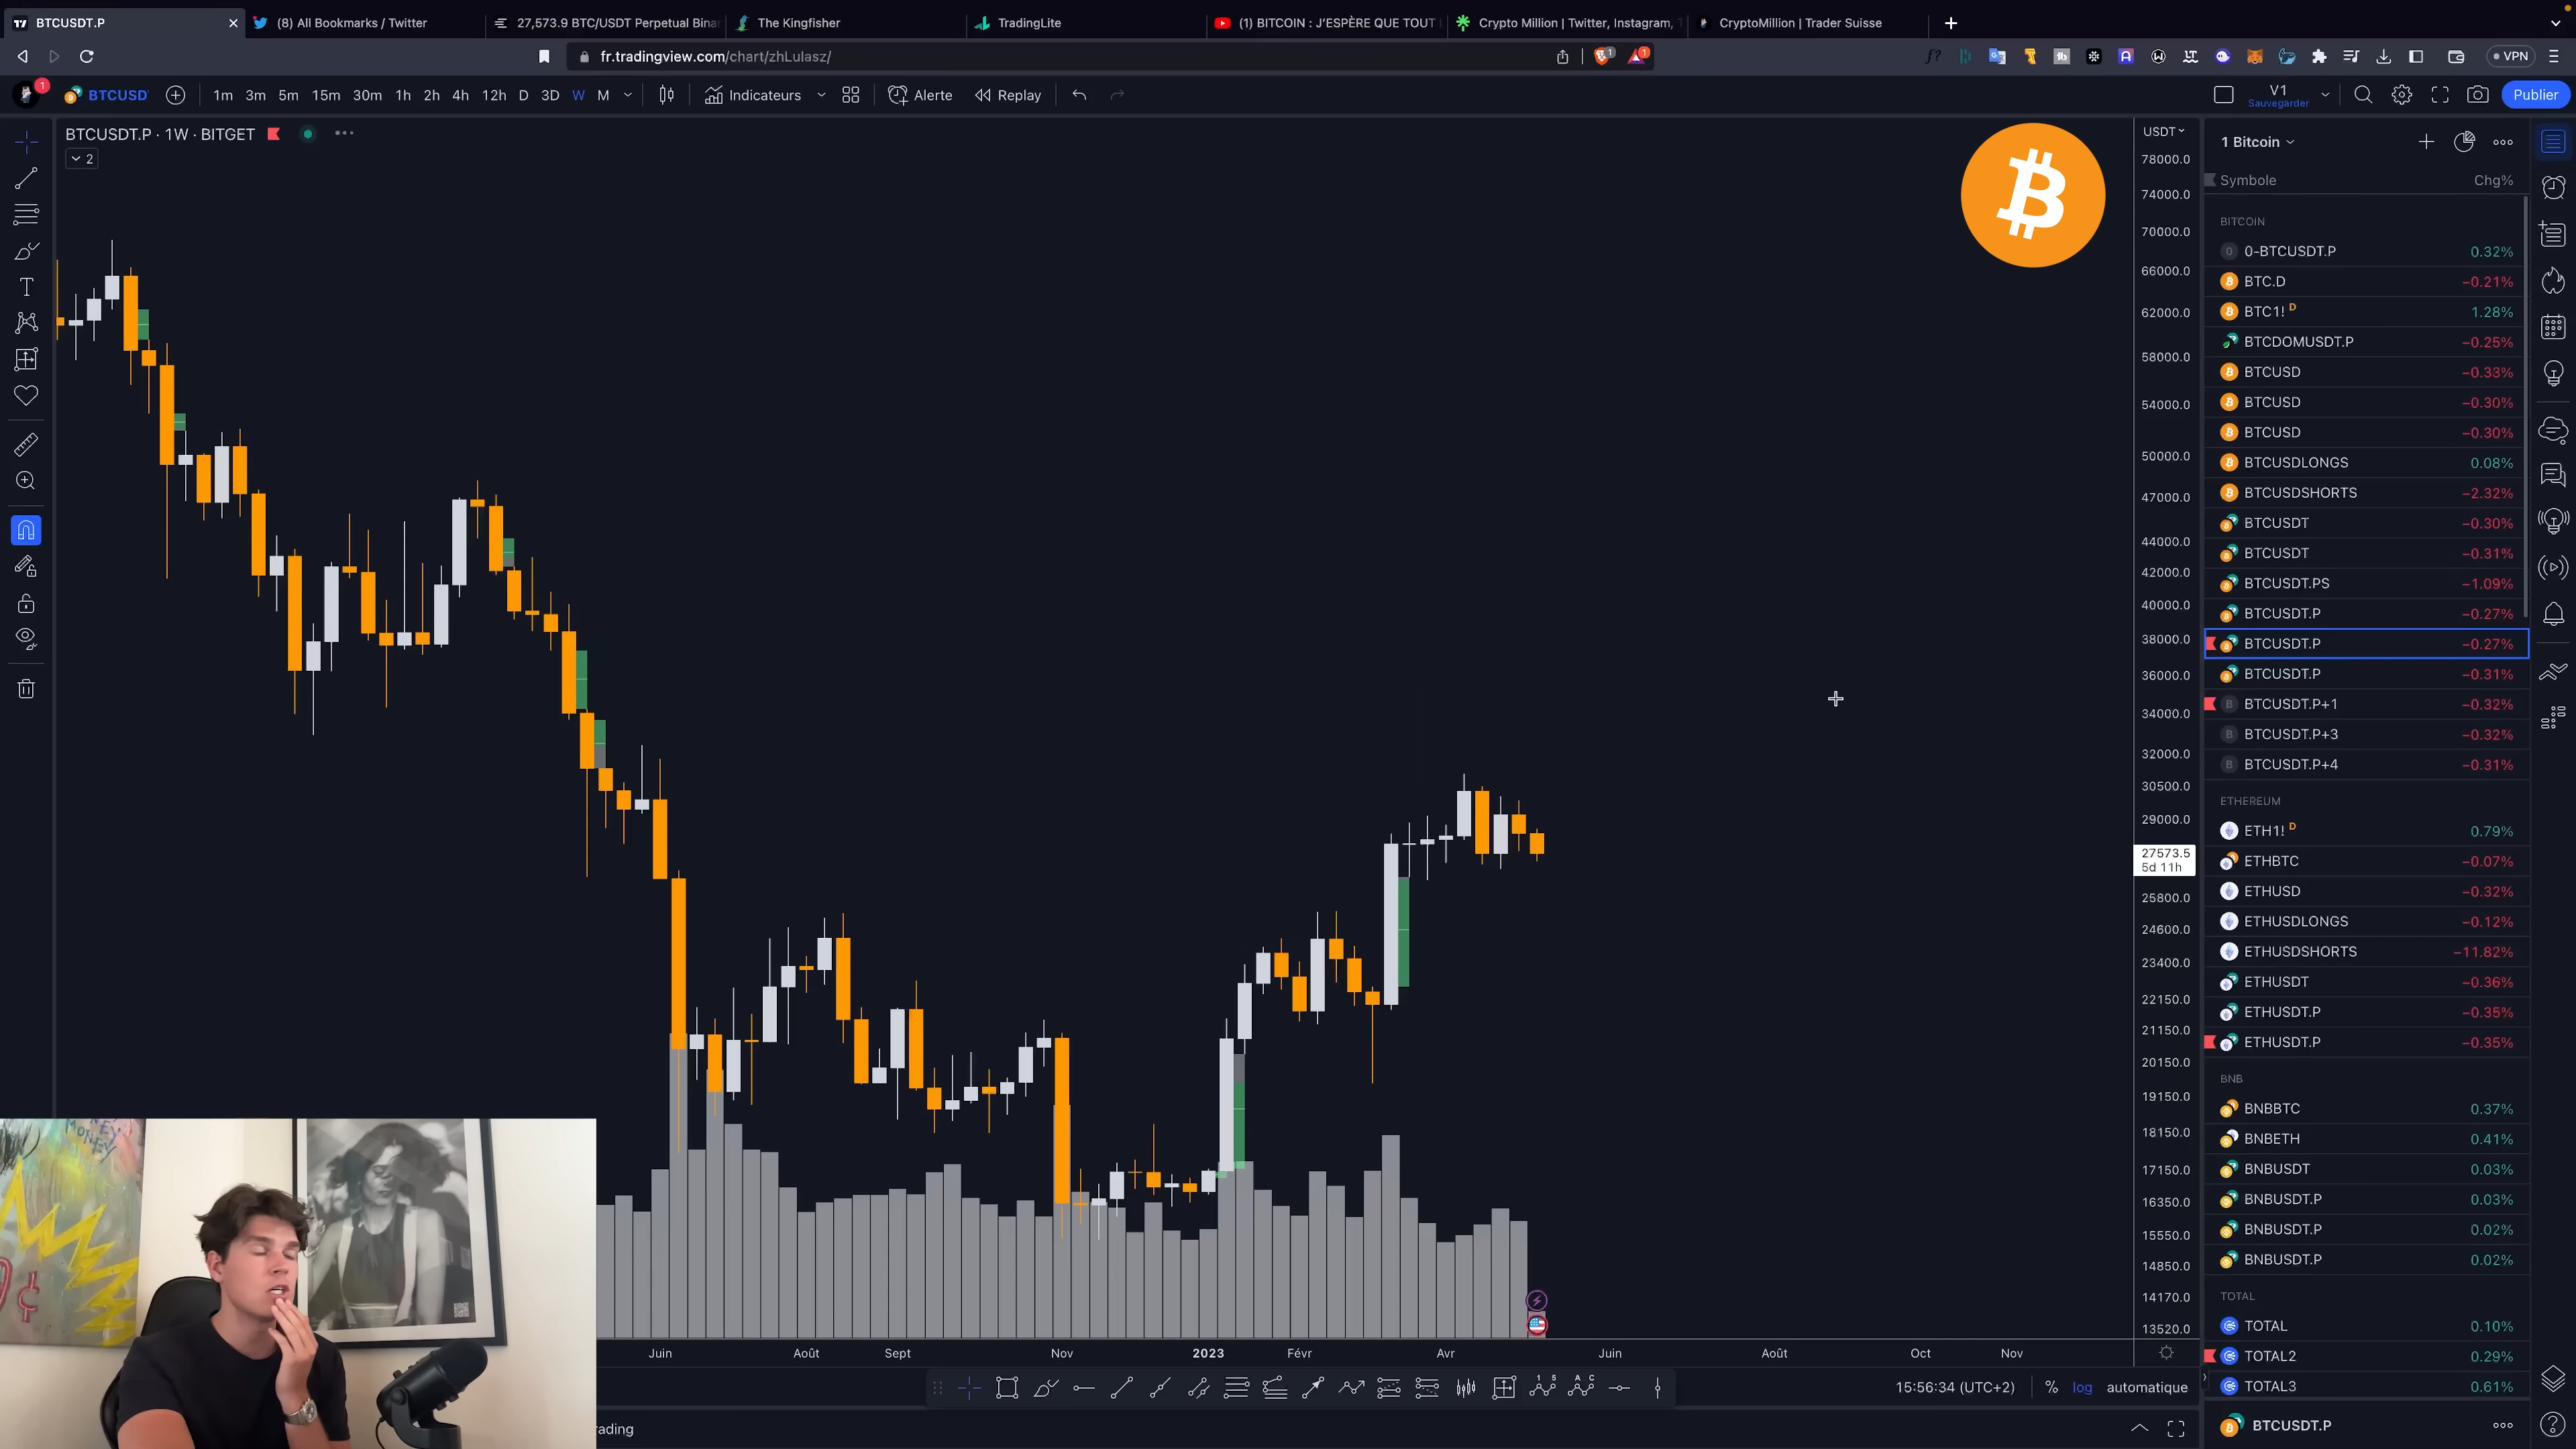 BTCUSDT.P
(8) All Bookmarks / Twitter
27,573.9 BTC/USDT Perpetual Bina
The Kingfisher
TradingLite
(1) BITCOIN : J'ESPÈRE QUE TOUT
Crypto Million | Twitter, Instagram,
CryptoMillion | Trader Suisse
fr.tradingview.com/chart/zhLulasz/
1
1
VPN
1
BTCUSD
1m 3m 5m 15m 30m 1h 2h 4h 12h D 3D W M
Indicateurs
Alerte
Replay
V1
Sauvegarder
Publier
BTCUSDT.P · 1W · BITGET
2
USDT
78000.0
74000.0
70000.0
66000.0
62000.0
58000.0
54000.0
50000.0
47000.0
44000.0
42000.0
40000.0
38000.0
36000.0
34000.0
32000.0
30500.0
29000.0
27573.5
5d 11h
25800.0
24600.0
23400.0
22150.0
21150.0
20150.0
19150.0
18150.0
17150.0
16350.0
15550.0
14850.0
14170.0
13520.0
1 Bitcoin
Symbole Chg%
BITCOIN
0-BTCUSDT.P 0.32%
BTC.D −0.21%
BTC1! D 1.28%
BTCDOMUSDT.P −0.25%
BTCUSD −0.33%
BTCUSD −0.30%
BTCUSD −0.30%
BTCUSDLONGS 0.08%
BTCUSDSHORTS −2.32%
BTCUSDT −0.30%
BTCUSDT −0.31%
BTCUSDT.PS −1.09%
BTCUSDT.P −0.27%
BTCUSDT.P −0.27%
BTCUSDT.P −0.31%
BTCUSDT.P+1 −0.32%
BTCUSDT.P+3 −0.32%
BTCUSDT.P+4 −0.31%
ETHEREUM
ETH1! D 0.79%
ETHBTC −0.07%
ETHUSD −0.32%
ETHUSDLONGS −0.12%
ETHUSDSHORTS −11.82%
ETHUSDT −0.36%
ETHUSDT.P −0.35%
ETHUSDT.P −0.35%
BNB
BNBBTC 0.37%
BNBETH 0.41%
BNBUSDT 0.03%
BNBUSDT.P 0.03%
BNBUSDT.P 0.02%
BNBUSDT.P 0.02%
TOTAL
TOTAL 0.10%
TOTAL2 0.29%
TOTAL3 0.61%
BTCUSDT.P
MONEY
Juin Août Sept Nov 2023 Févr Avr Juin Août Oct Nov
15:56:34 (UTC+2) % log automatique
ading